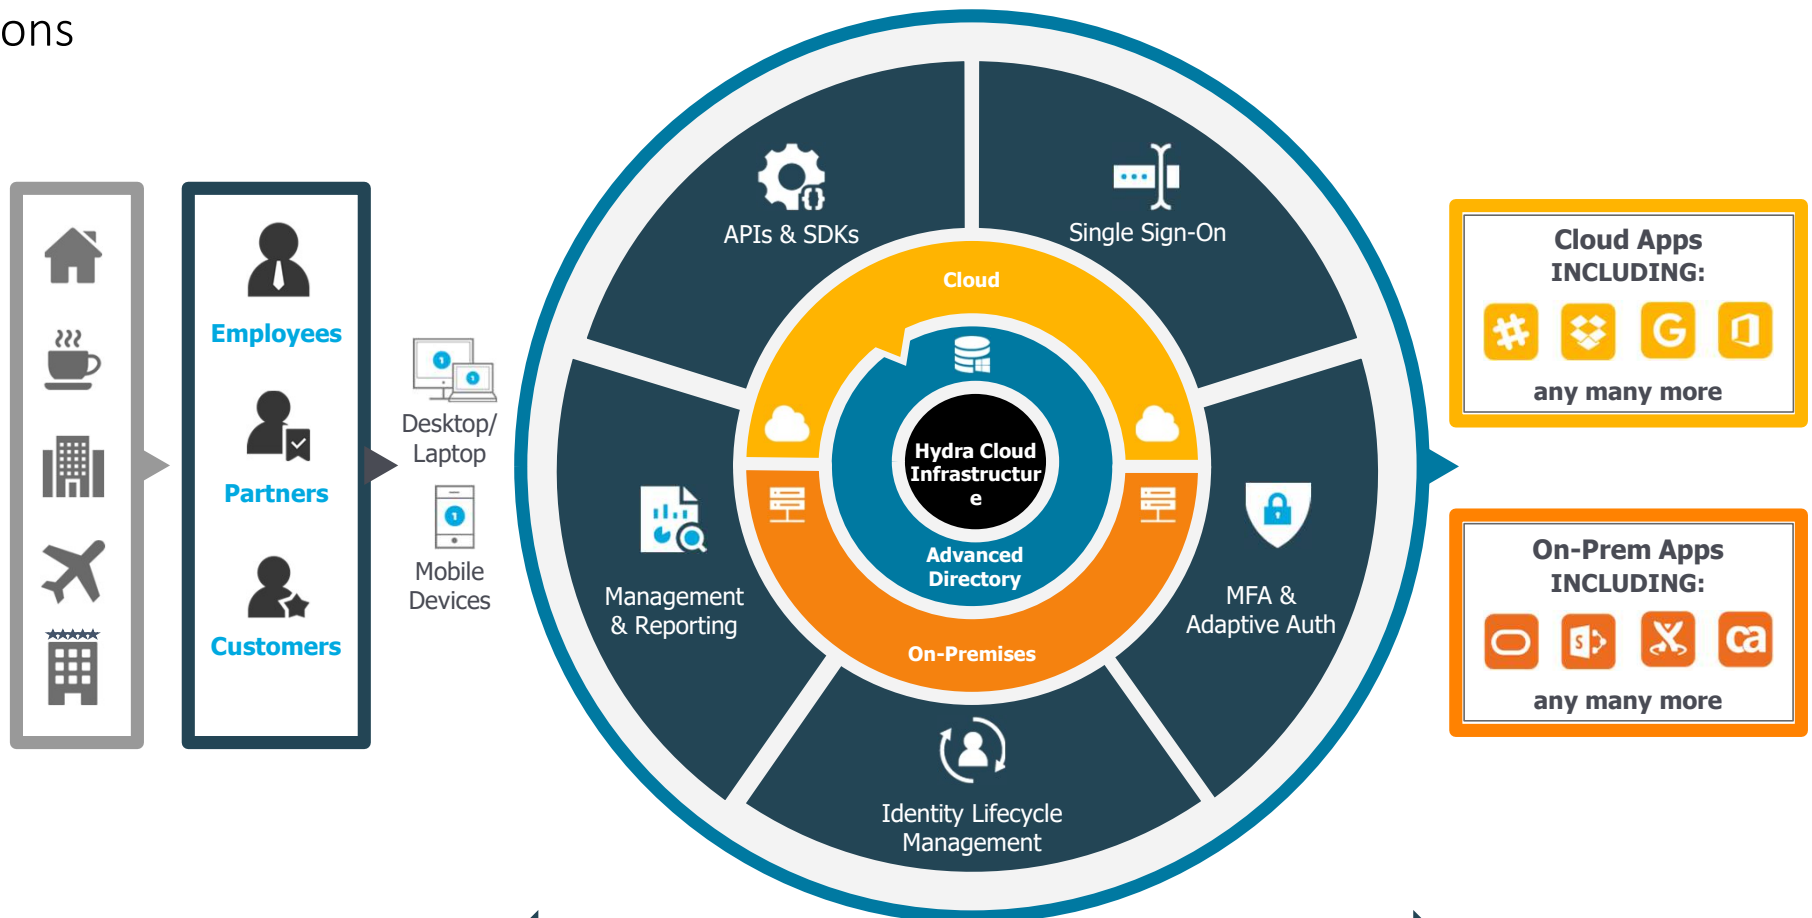 ons
Employees
Partners
Customers
Desktop/
Laptop
Mobile
Devices
APIs & SDKs
Single Sign-On
Management
& Reporting
MFA &
Adaptive Auth
Identity Lifecycle
Management
Cloud
Hydra Cloud
Infrastructur
e
Advanced
Directory
On-Premises
Cloud Apps
INCLUDING:
G
any many more
On-Prem Apps
INCLUDING:
S
ca
any many more